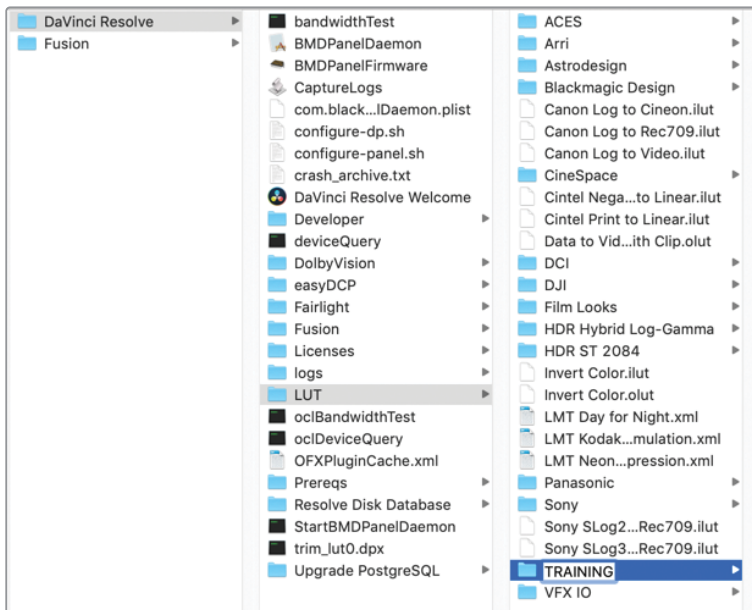 DaVinci Resolve
Fusion
bandwidthTest
BMDPanelDaemon
BMDPanelFirmware
CaptureLogs
com.black...lDaemon.plist
configure-dp.sh
configure-panel.sh
crash_archive.txt
DaVinci Resolve Welcome
Developer
deviceQuery
DolbyVision
easyDCP
Fairlight
Fusion
Licenses
logs
LUT
oclBandwidthTest
oclDeviceQuery
OFXPluginCache.xml
Prereqs
Resolve Disk Database
StartBMDPanelDaemon
trim_lut0.dpx
Upgrade PostgreSQL
ACES
Arri
Astrodesign
Blackmagic Design
Canon Log to Cineon.ilut
Canon Log to Rec709.ilut
Canon Log to Video.ilut
CineSpace
Cintel Nega...to Linear.ilut
Cintel Print to Linear.ilut
Data to Vid...ith Clip.olut
DCI
DJI
Film Looks
HDR Hybrid Log-Gamma
HDR ST 2084
Invert Color.ilut
Invert Color.olut
LMT Day for Night.xml
LMT Kodak...mulation.xml
LMT Neon...pression.xml
Panasonic
Sony
Sony SLog2...Rec709.ilut
Sony SLog3...Rec709.ilut
TRAINING
VFX IO